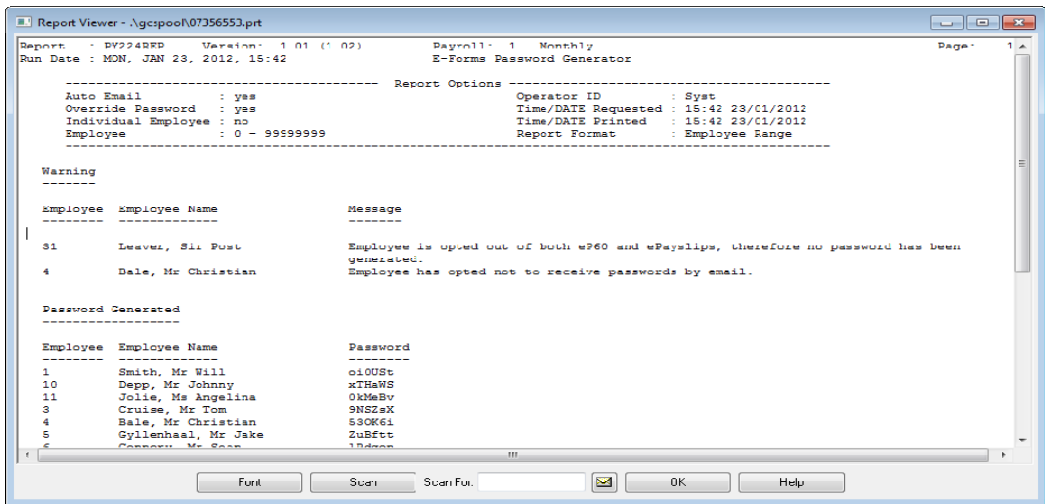 Report Viewer - .\gcspool\07356553.prt
Report : PY224REP Version: 1.01 (1.02) Payroll: 1 Monthly Page: 1
Run Date : MON, JAN 23, 2012, 15:42 E-Forms Password Generator
Report Options
Auto Email : yes Operator ID : Syst
Override Password : yes Time/DATE Requested : 15:42 23/01/2012
Individual Employee : no Time/DATE Printed : 15:42 23/01/2012
Employee : 0 - 99999999 Report Format : Employee Range
Warning
-------
Employee Employee Name Message
-------- ------------- -------
31 Leaver, Sir Post Employee is opted out of both eP60 and ePayslips, therefore no password has been
generated.
4 Bale, Mr Christian Employee has opted not to receive passwords by email.
Password Generated
------------------
Employee Employee Name Password
-------- ------------- --------
1 Smith, Mr Will oi0USt
10 Depp, Mr Johnny xTHaWS
11 Jolie, Ms Angelina 0kMeBv
3 Cruise, Mr Tom 9NSZsX
4 Bale, Mr Christian 53OK6i
5 Gyllenhaal, Mr Jake ZuBftt
6 Connery, Mr Sean
Font Scan Scan For: OK Help